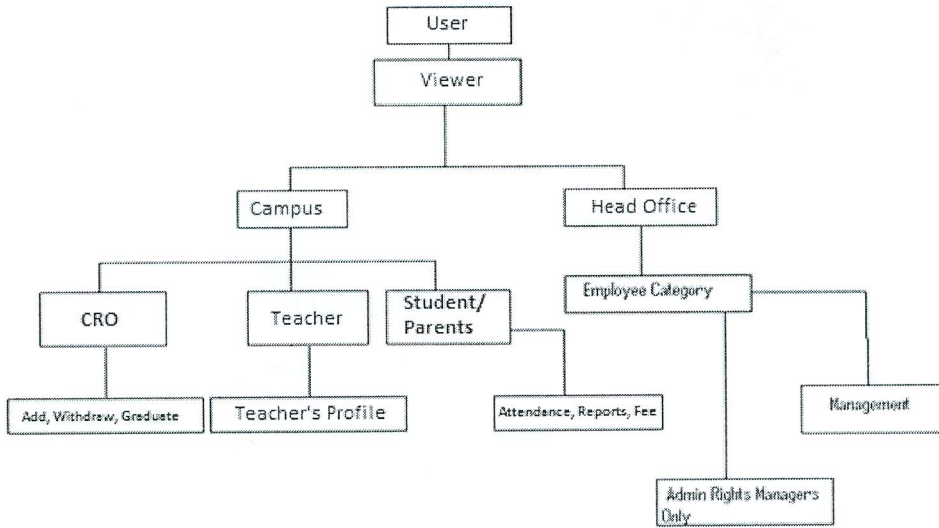 User
Viewer
Campus
Head Office
CRO
Teacher
Student/
Parents
Employee Category
Add, Withdraw, Graduate
Teacher's Profile
Attendance, Reports, Fee
Management
Admin Rights Managers
Only